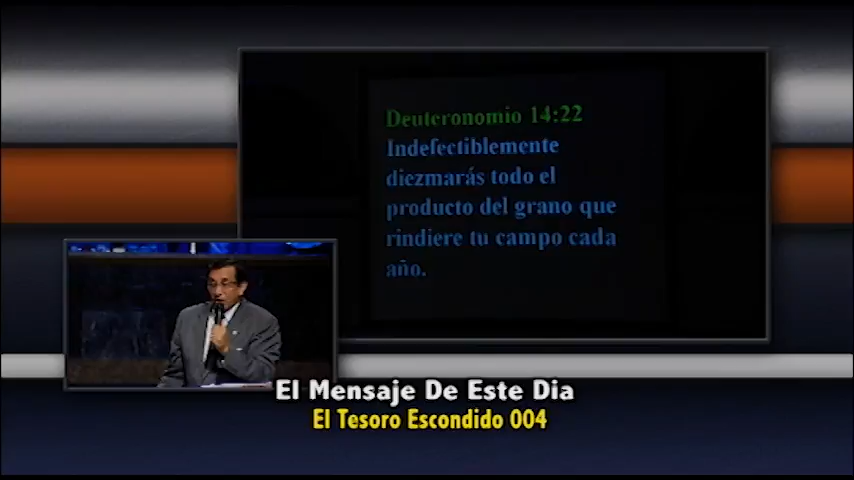 Deuteronomio 14:22
Indefectiblemente
diezmarás todo el
producto del grano que
rindiere tu campo cada
año.
El Mensaje De Este Dia
El Tesoro Escondido 004